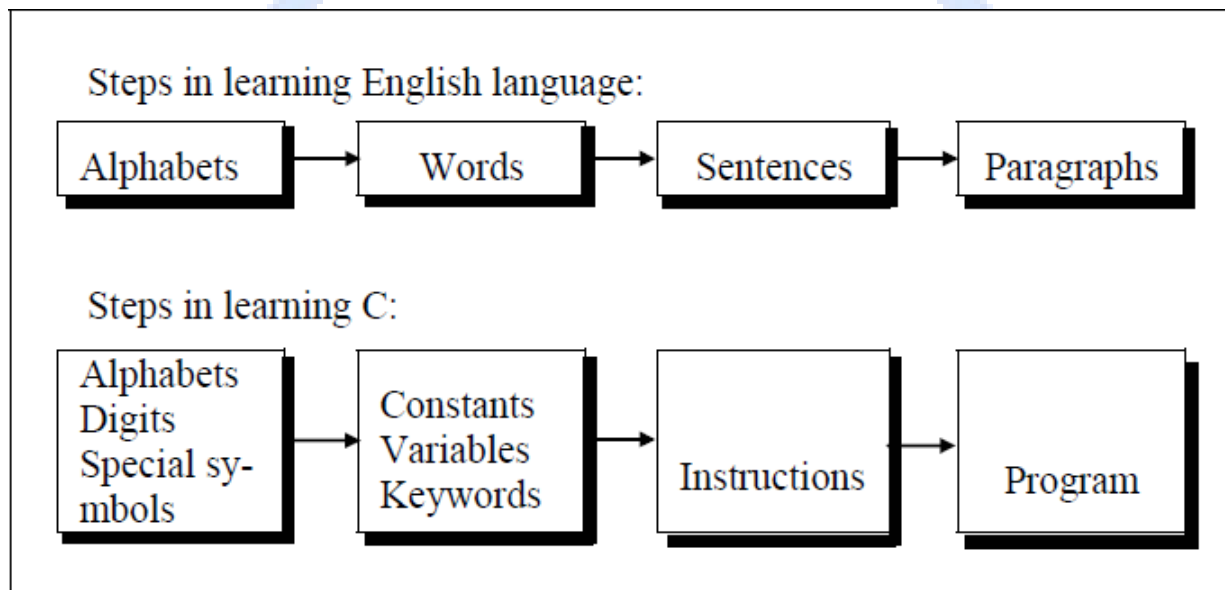 Steps in learning English language:
Alphabets
Words
Sentences
Paragraphs
Steps in learning C:
Alphabets
Digits
Special sy-
mbols
Constants
Variables
Keywords
Instructions
Program